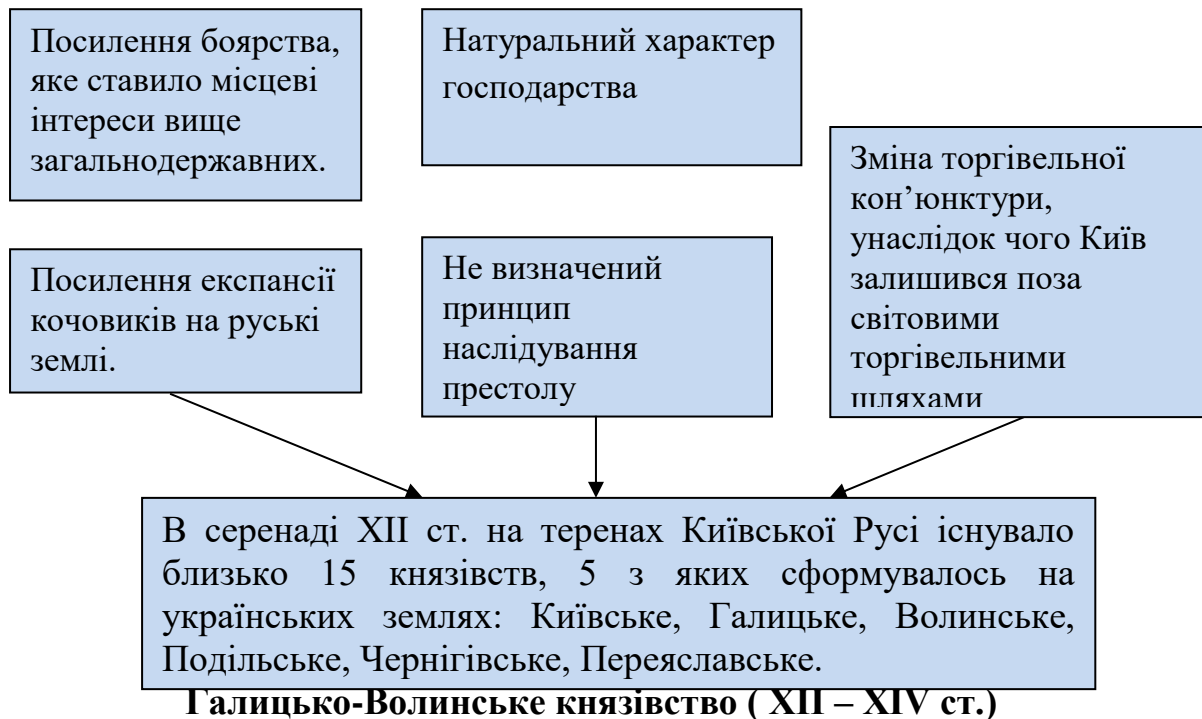 Посилення боярства,
яке ставило місцеві
інтереси вище
загальнодержавних.
Натуральний характер
господарства
Зміна торгівельної
кон’юнктури,
унаслідок чого Київ
залишився поза
світовими
торгівельними
шляхами
Посилення експансії
кочовиків на руські
землі.
Не визначений
принцип
наслідування
престолу
В серенаді XII ст. на теренах Київської Русі існувало
близько 15 князівств, 5 з яких сформувалось на
українських землях: Київське, Галицьке, Волинське,
Подільське, Чернігівське, Переяславське.
Галицько-Волинське князівство ( XII – XIV ст.)